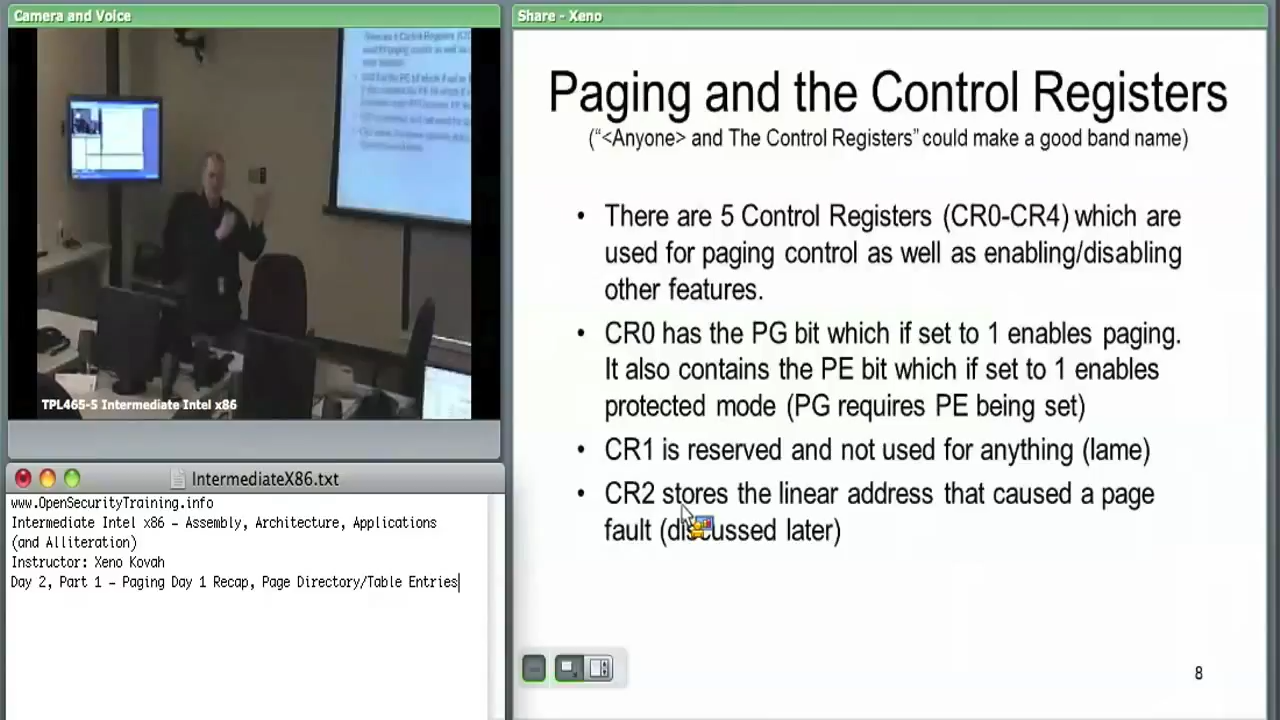 Camera and Voice
TPL465-5 Intermediate Intel x86
IntermediateX86.txt
www.OpenSecurityTraining.info
Intermediate Intel x86 – Assembly, Architecture, Applications
(and Alliteration)
Instructor: Xeno Kovah
Day 2, Part 1 – Paging Day 1 Recap, Page Directory/Table Entries
Share - Xeno
Paging and the Control Registers
("<Anyone> and The Control Registers" could make a good band name)
• There are 5 Control Registers (CR0-CR4) which are
used for paging control as well as enabling/disabling
other features.
• CR0 has the PG bit which if set to 1 enables paging.
It also contains the PE bit which if set to 1 enables
protected mode (PG requires PE being set)
• CR1 is reserved and not used for anything (lame)
• CR2 stores the linear address that caused a page
fault (discussed later)
8